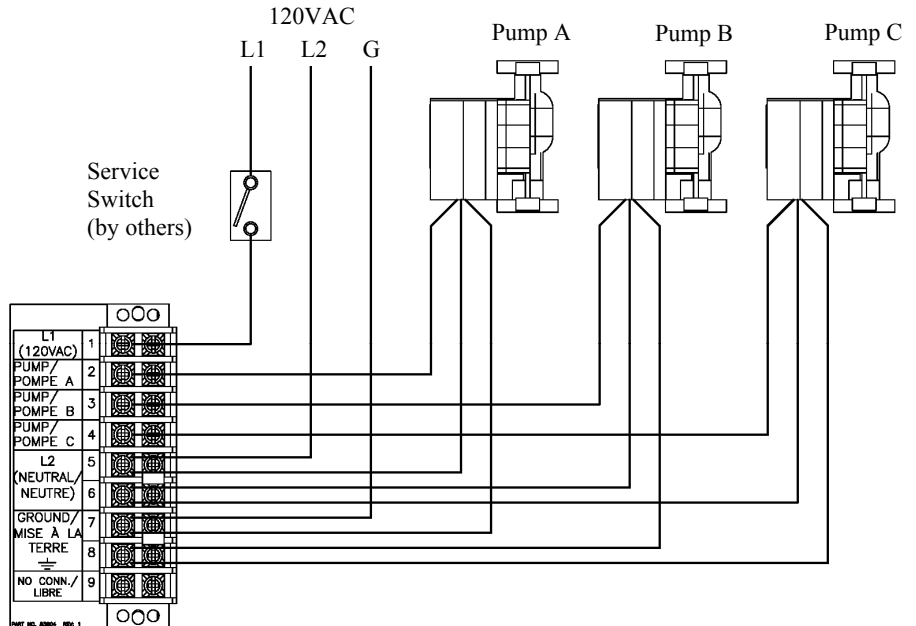 120VAC
L1 L2 G
Pump A Pump B Pump C
Service
Switch
(by others)
L1
(120VAC) 1
PUMP/
POMPE A 2
PUMP/
POMPE B 3
PUMP/
POMPE C 4
L2 5
(NEUTRAL/
NEUTRE) 6
GROUND/ 7
MISE À LA
TERRE 8
NO CONN./ 9
LIBRE